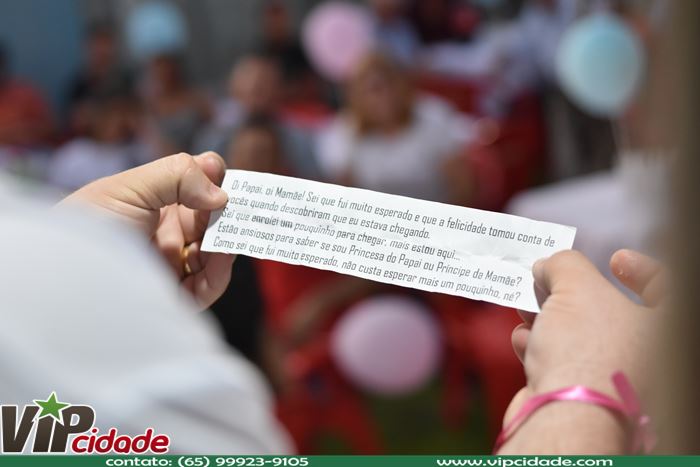 Oi Papai, oi Mamãe! Sei que fui muito esperado e que a felicidade tomou conta de
vocês quando descobriram que eu estava chegando.
Sei que enrolei um pouquinho para chegar, mais estou aqui...
Estão ansiosos para saber se sou Princesa do Papai ou Príncipe da Mamãe?
Como sei que fui muito esperado, não custa esperar mais um pouquinho, né?
VIP cidade
contato: (65) 99923-9105 www.vipcidade.com